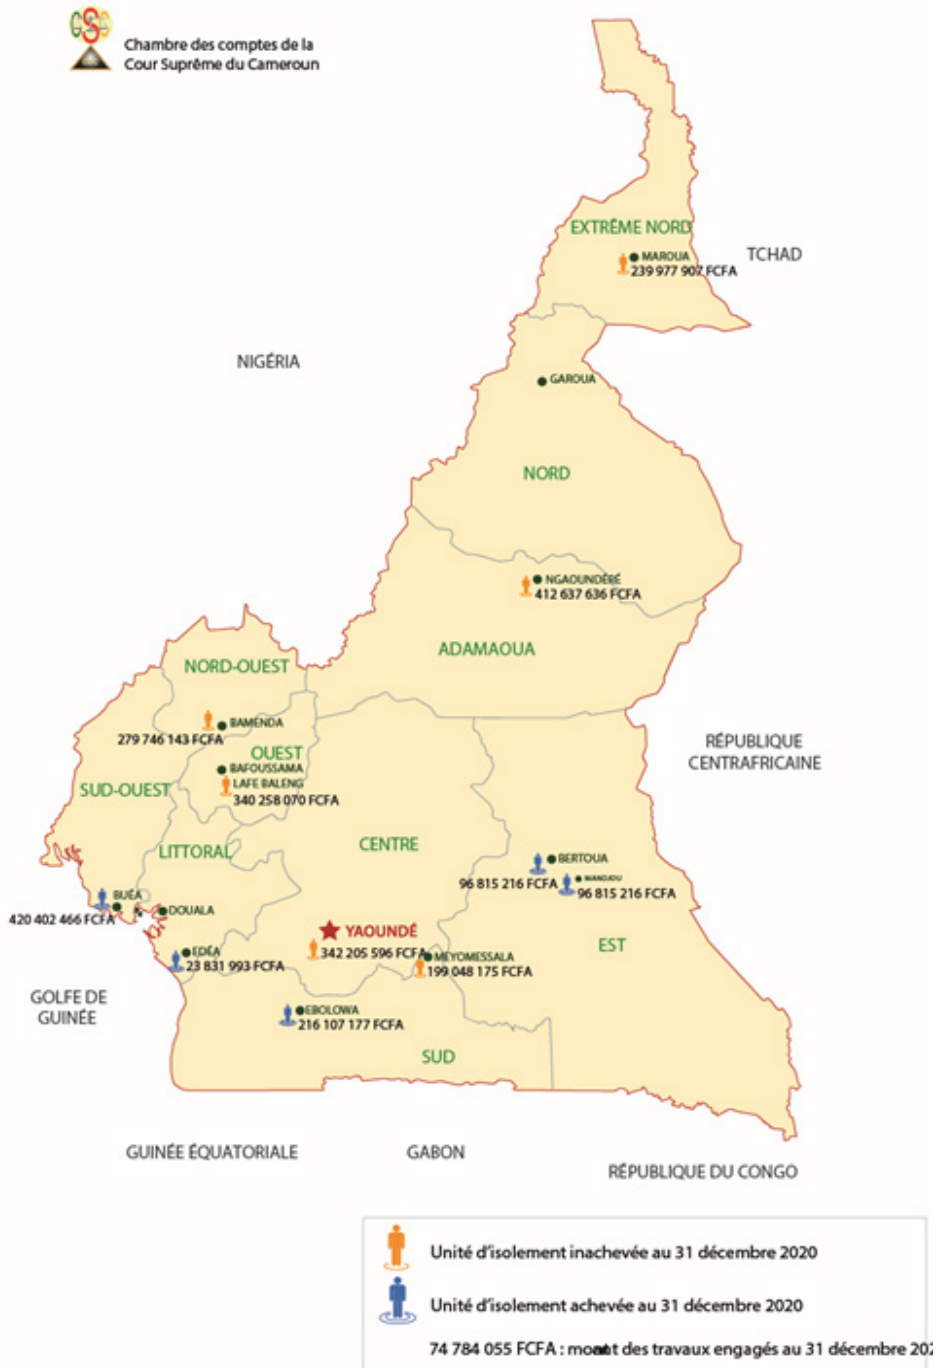 Chambre des comptes de la
Cour Suprême du Cameroun
EXTRÊME NORD
MAROUA
239 977 907 FCFA
TCHAD
NIGÉRIA
GAROUA
NORD
NGAOUNDÉRÉ
412 637 636 FCFA
ADAMAOUA
NORD-OUEST
BAMENDA
279 746 143 FCFA
OUEST
BAFOUSSAMA
LAFE BALENG
340 258 070 FCFA
SUD-OUEST
RÉPUBLIQUE
CENTRAFRICAINE
LITTORAL
CENTRE
BERTOUA
96 815 216 FCFA
MANDJOU
96 815 216 FCFA
BUÉA
420 402 466 FCFA
DOUALA
YAOUNDÉ
342 205 596 FCFA
EST
EDÉA
23 831 993 FCFA
MEYOMESSALA
199 048 175 FCFA
GOLFE DE
GUINÉE
EBOLOWA
216 107 177 FCFA
SUD
GUINÉE ÉQUATORIALE
GABON
RÉPUBLIQUE DU CONGO
Unité d'isolement inachevée au 31 décembre 2020
Unité d'isolement achevée au 31 décembre 2020
74 784 055 FCFA : des travaux engagés au 31 décembre